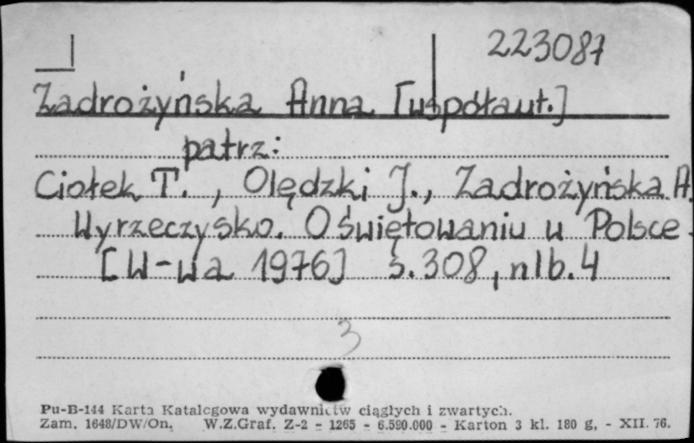 223087
Zadrożyńska Anna [współaut.]
patrz:
Ciołek T., Olędzki J., Zadrożyńska A.
Wyrzeczysko. O świętowaniu w Polsce.
[W-wa 1976] s. 308, nlb. 4
3
Pu-B-144 Karta Katalogowa wydawnictw ciągłych i zwartych.
Zam. 1648/DW/On. W.Z.Graf. Z-2 - 1265 - 6.590.000 - Karton 3 kl. 180 g. - XII. 76.